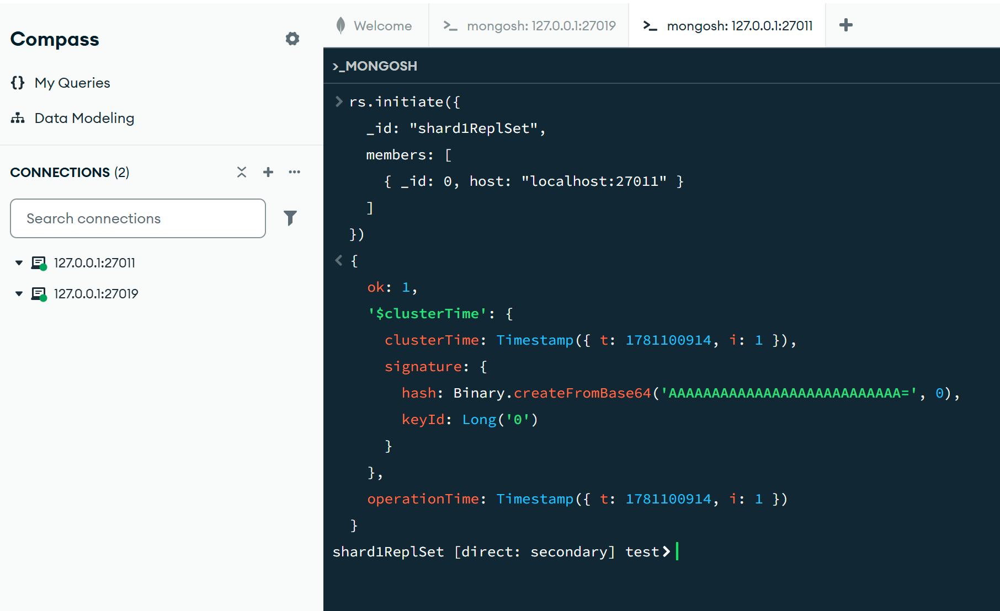 Compass
My Queries
Data Modeling
CONNECTIONS (2)
Search connections
127.0.0.1:27011
127.0.0.1:27019
Welcome
mongosh: 127.0.0.1:27019
mongosh: 127.0.0.1:27011
>_MONGOSH
> rs.initiate({
_id: "shard1ReplSet",
members: [
{ _id: 0, host: "localhost:27011" }
]
})
< {
ok: 1,
'$clusterTime': {
clusterTime: Timestamp({ t: 1781100914, i: 1 }),
signature: {
hash: Binary.createFromBase64('AAAAAAAAAAAAAAAAAAAAAAAAAAA=', 0),
keyId: Long('0')
}
},
operationTime: Timestamp({ t: 1781100914, i: 1 })
}
shard1ReplSet [direct: secondary] test>